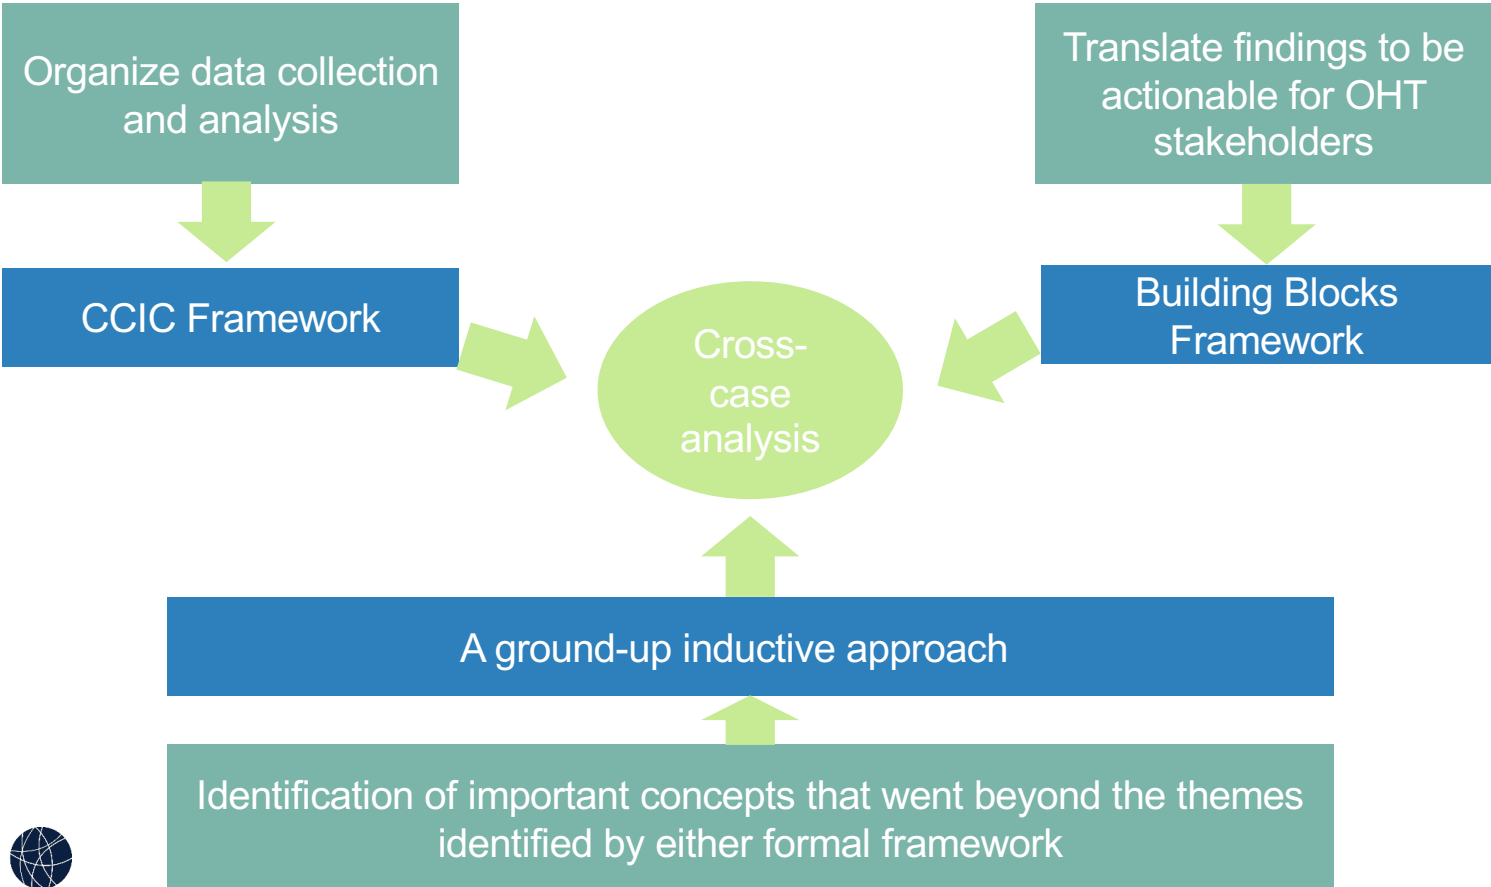 Organize data collection
and analysis
Translate findings to be
actionable for OHT
stakeholders
CCIC Framework
Building Blocks
Framework
Cross-
case
analysis
A ground-up inductive approach
Identification of important concepts that went beyond the themes
identified by either formal framework